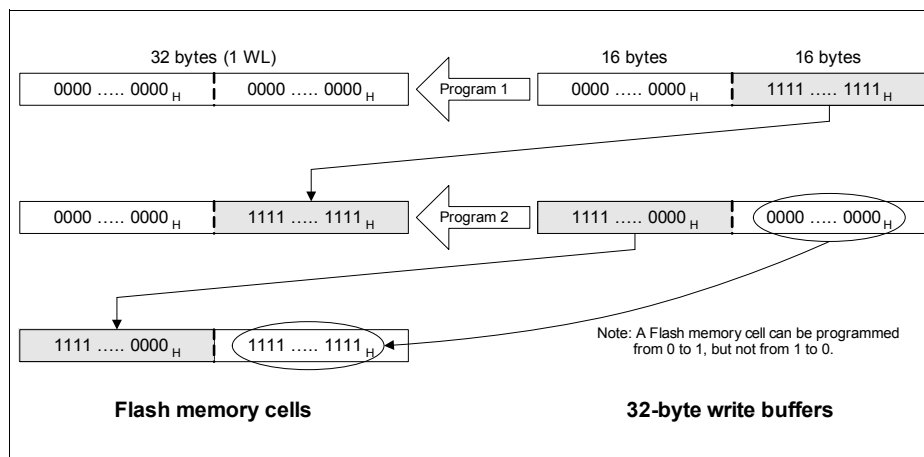 32 bytes (1 WL) 16 bytes 16 bytes
0000 ..... 0000 H 0000 ..... 0000 H Program 1 0000 ..... 0000 H 1111 ..... 1111 H
0000 ..... 0000 H 1111 ..... 1111 H Program 2 1111 ..... 0000 H 0000 ..... 0000 H
1111 ..... 0000 H 1111 ..... 1111 H
Note: A Flash memory cell can be programmed
from 0 to 1, but not from 1 to 0.
Flash memory cells 32-byte write buffers